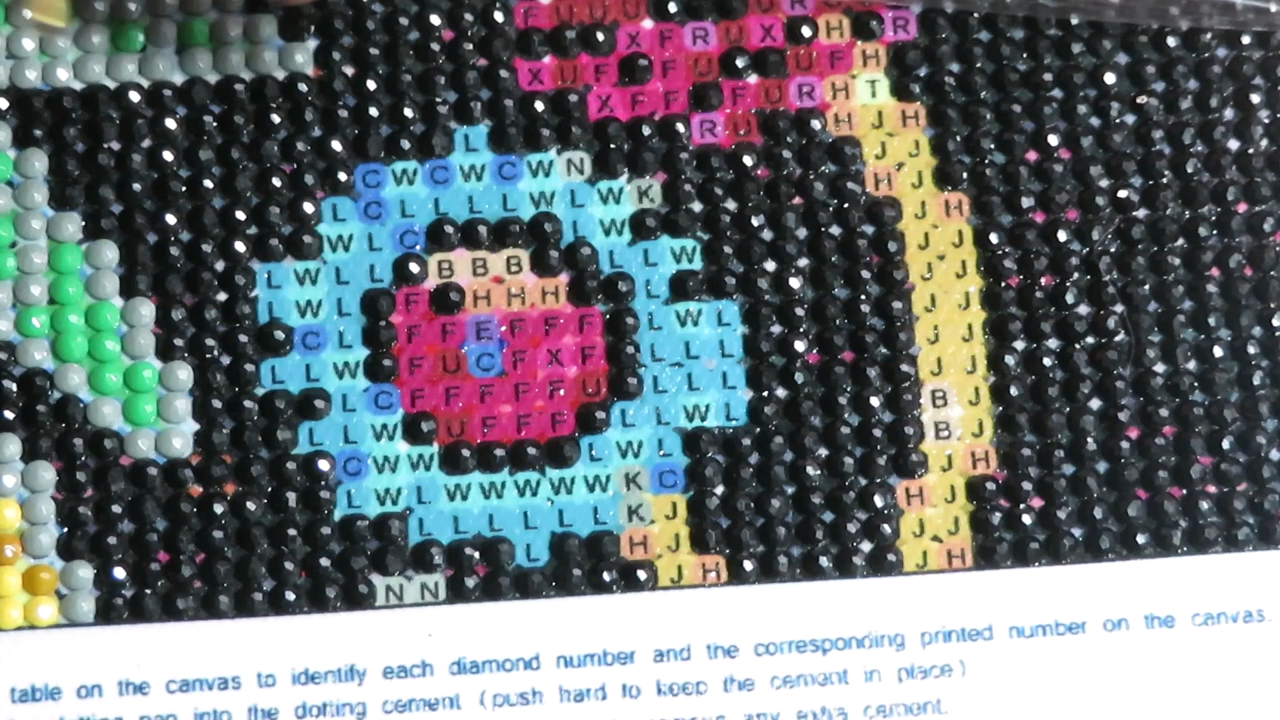 F U U U U R
X F R U X H R
X U F F U U F H
X F F F U R H T
R U H J H
L J J
C W C W C W N H J
L C L L L L W L W K J H
W L C L W J J
L W L L B B B L L W J J
L W L F H H H L J J
C L F F E F F F L W L J J
L L W F U C F X F L L L J J
L C F F F F F U L L L B J
L L W U F F F L L W L B J
C W W L W L J H
L W L W W W W W K C H J
L L L L L L K J J J
L H J J H
N N J H
table on the canvas to identify each diamond number and the corresponding printed number on the canvas.
pen into the dotting cement (push hard to keep the cement in place)
any extra cement.